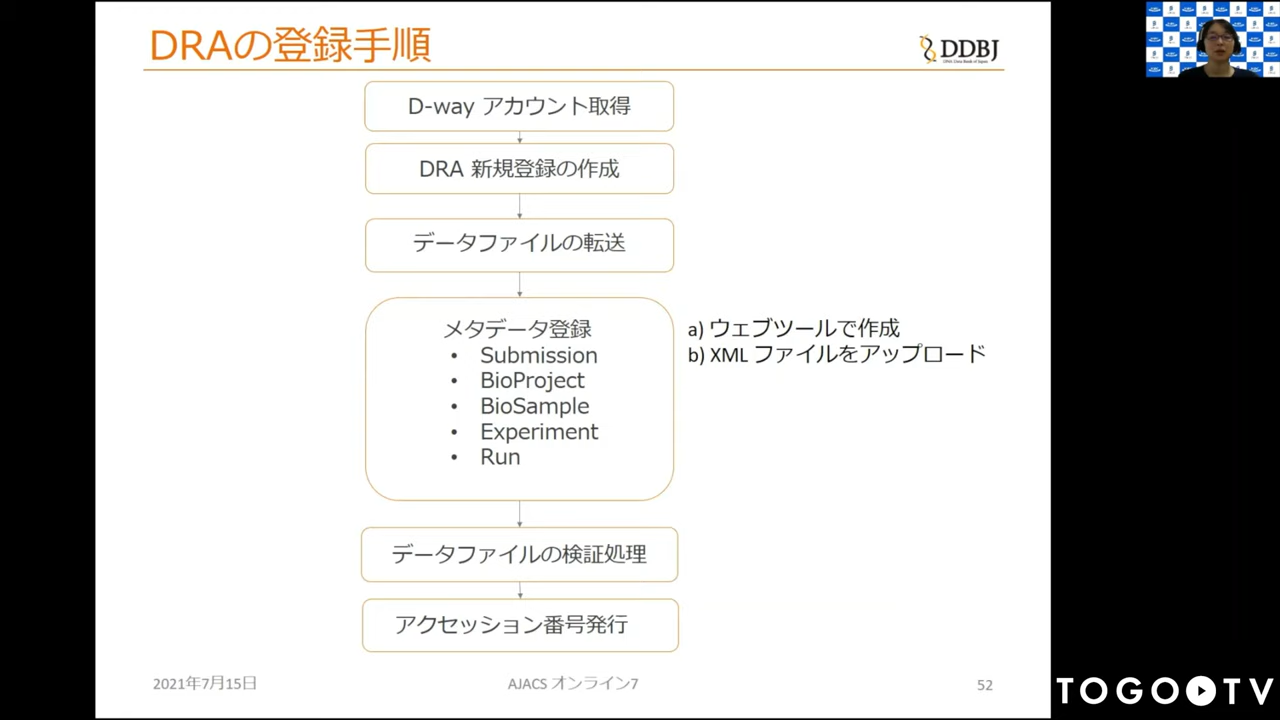 DRAの登録手順
DDBJ
DNA Data Bank of Japan
D-way アカウント取得
DRA 新規登録の作成
データファイルの転送
メタデータ登録
• Submission
• BioProject
• BioSample
• Experiment
• Run
a) ウェブツールで作成
b) XML ファイルをアップロード
データファイルの検証処理
アクセッション番号発行
2021年7月15日
AJACS オンライン7
52
TOGO TV